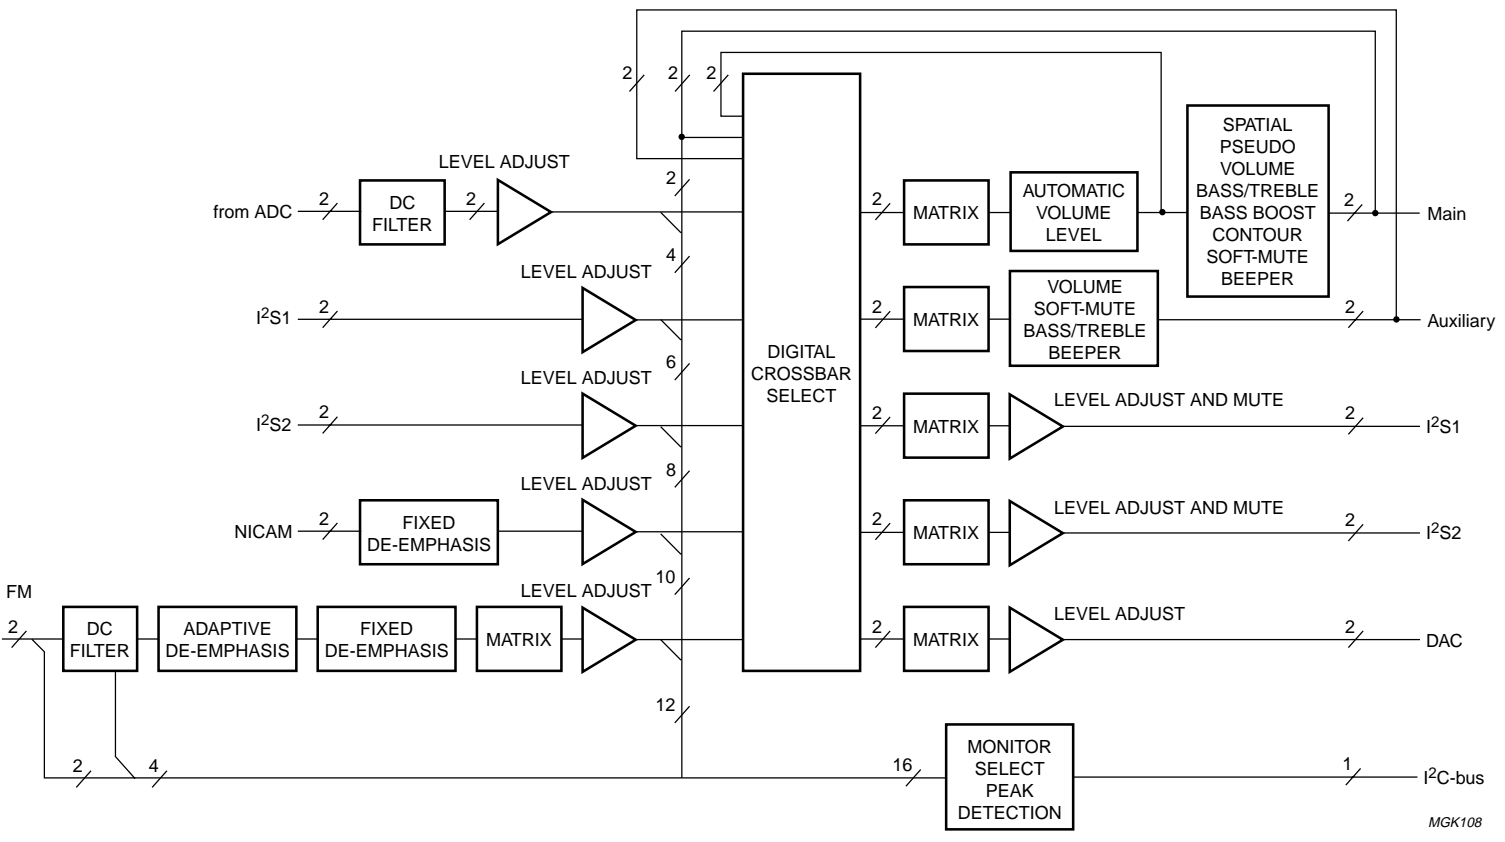 2
2
2
SPATIAL
PSEUDO
VOLUME
BASS/TREBLE
BASS BOOST
CONTOUR
SOFT-MUTE
BEEPER
LEVEL ADJUST
from ADC
2
DC
FILTER
2
2
2
MATRIX
AUTOMATIC
VOLUME
LEVEL
2
Main
4
LEVEL ADJUST
I²S1
2
2
MATRIX
VOLUME
SOFT-MUTE
BASS/TREBLE
BEEPER
2
Auxiliary
DIGITAL
CROSSBAR
SELECT
6
LEVEL ADJUST
I²S2
2
2
MATRIX
LEVEL ADJUST AND MUTE
2
I²S1
8
LEVEL ADJUST
NICAM
2
FIXED
DE-EMPHASIS
2
MATRIX
LEVEL ADJUST AND MUTE
2
I²S2
10
LEVEL ADJUST
FM
2
DC
FILTER
ADAPTIVE
DE-EMPHASIS
FIXED
DE-EMPHASIS
MATRIX
2
MATRIX
LEVEL ADJUST
2
DAC
12
2
4
16
MONITOR
SELECT
PEAK
DETECTION
1
I²C-bus
MGK108